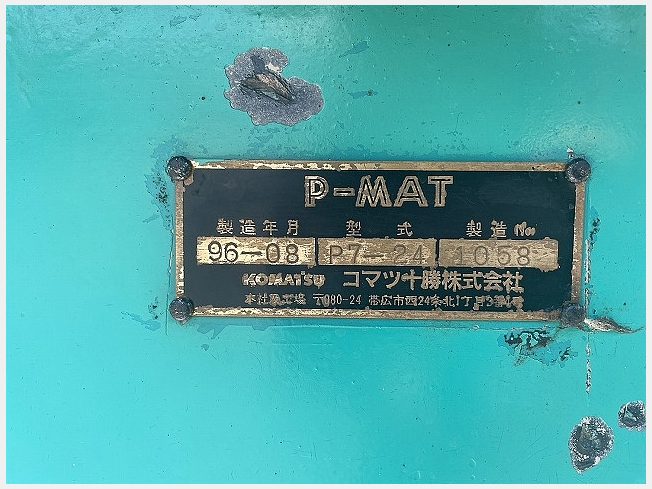 P-MAT
製造年月 型式 製造No.
96-08 P7-24 1058
KOMATSU コマツ十勝株式会社
本社及工場 〒080-24 帯広市西24条北1丁目3番4号